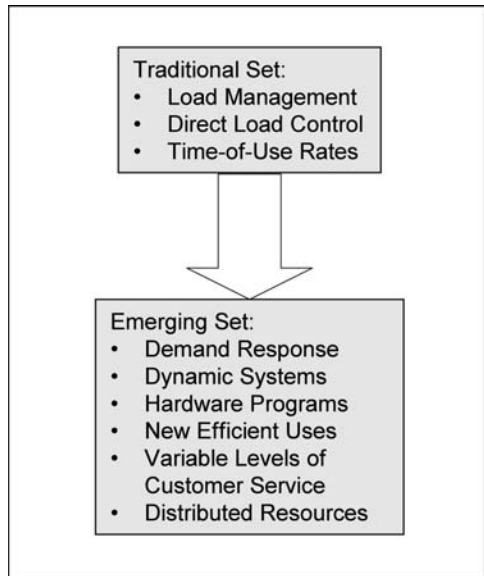 Traditional Set:
• Load Management
• Direct Load Control
• Time-of-Use Rates
Emerging Set:
• Demand Response
• Dynamic Systems
• Hardware Programs
• New Efficient Uses
• Variable Levels of
Customer Service
• Distributed Resources